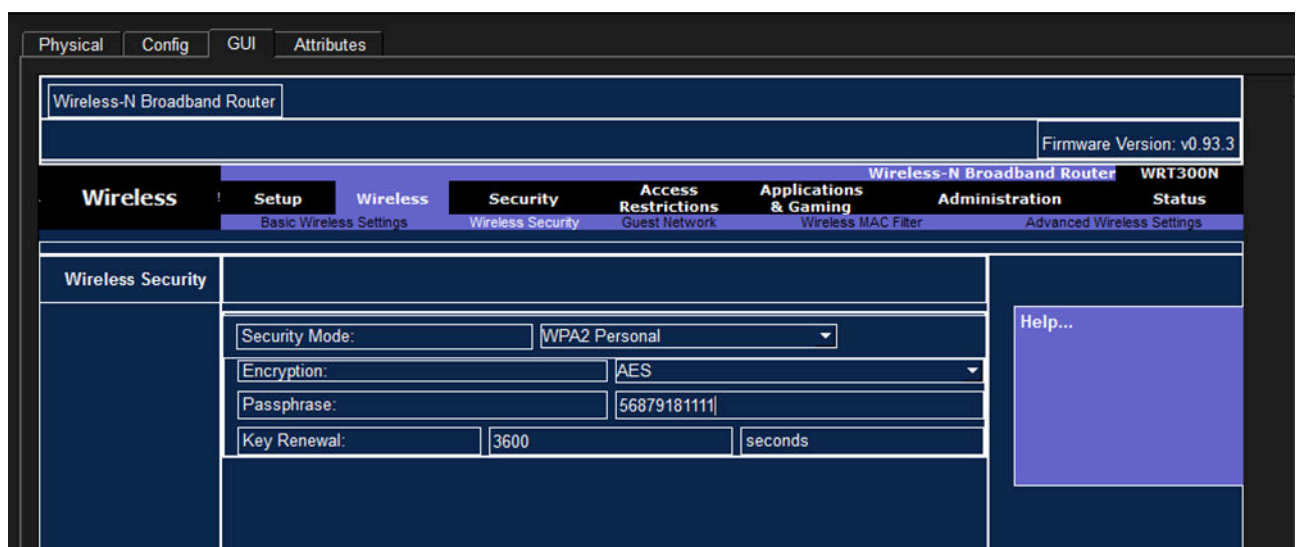 Physical Config GUI Attributes
Wireless-N Broadband Router
Firmware Version: v0.93.3
Wireless-N Broadband Router WRT300N
Wireless Setup Wireless Security Access Restrictions Applications & Gaming Administration Status
Basic Wireless Settings Wireless Security Guest Network Wireless MAC Filter Advanced Wireless Settings
Wireless Security
Help...
Security Mode: WPA2 Personal
Encryption: AES
Passphrase: 56879181111
Key Renewal: 3600 seconds